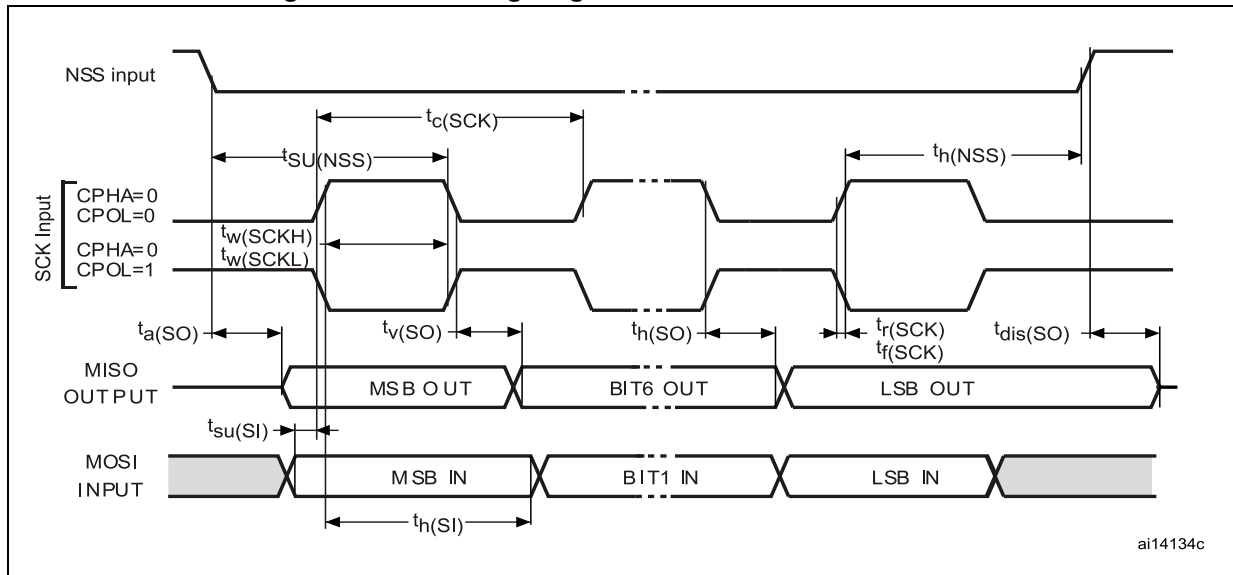 NSS input
tc(SCK)
tSU(NSS)
th(NSS)
SCK Input
CPHA=0
CPOL=0
CPHA=0
CPOL=1
tw(SCKH)
tw(SCKL)
ta(SO)
tv(SO)
th(SO)
tr(SCK)
tf(SCK)
tdis(SO)
MISO
OUTPUT
MSB OUT
BIT6 OUT
LSB OUT
tsu(SI)
MOSI
INPUT
MSB IN
BIT1 IN
LSB IN
th(SI)
ai14134c